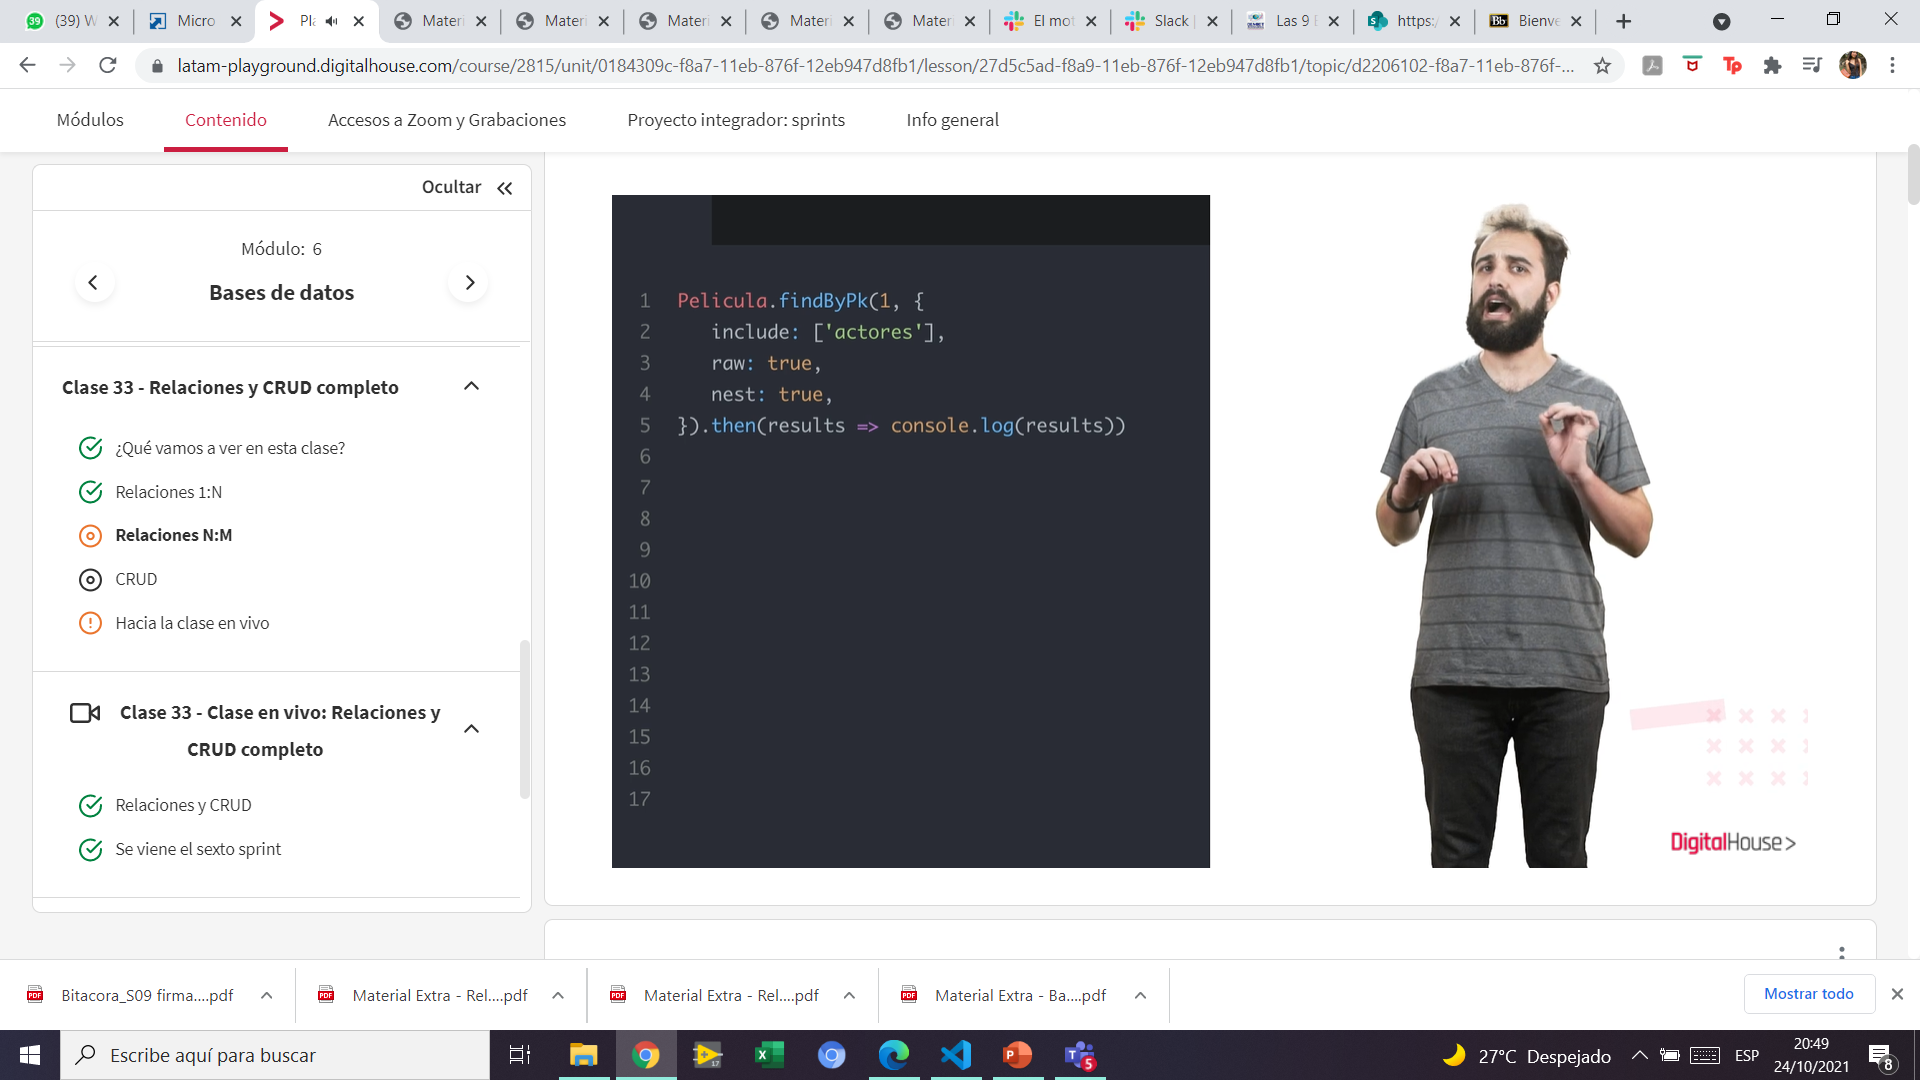 (39) W
Micro
Pla
Materi
Materi
Materi
Materi
Materi
El mot
Slack |
Las 9 E
https:/
Bienve
latam-playground.digitalhouse.com/course/2815/unit/0184309c-f8a7-11eb-876f-12eb947d8fb1/lesson/27d5c5ad-f8a9-11eb-876f-12eb947d8fb1/topic/d2206102-f8a7-11eb-876f-...
Módulos
Contenido
Accesos a Zoom y Grabaciones
Proyecto integrador: sprints
Info general
Ocultar
Módulo: 6
Bases de datos
Clase 33 - Relaciones y CRUD completo
¿Qué vamos a ver en esta clase?
Relaciones 1:N
Relaciones N:M
CRUD
Hacia la clase en vivo
Clase 33 - Clase en vivo: Relaciones y
CRUD completo
Relaciones y CRUD
Se viene el sexto sprint
1 Pelicula.findByPk(1, {
2 include: ['actores'],
3 raw: true,
4 nest: true,
5 }).then(results => console.log(results))
6
7
8
9
10
11
12
13
14
15
16
17
DigitalHouse>
Bitacora_S09 firma....pdf
Material Extra - Rel....pdf
Material Extra - Rel....pdf
Material Extra - Ba....pdf
Mostrar todo
Escribe aquí para buscar
27°C Despejado
ESP
20:49
24/10/2021
8